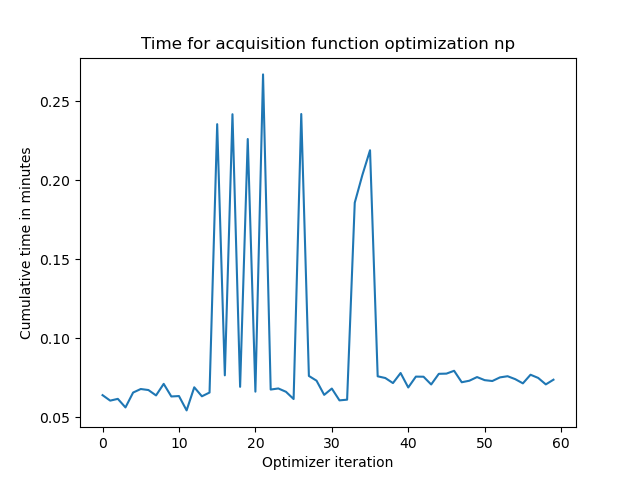 Time for acquisition function optimization np
Cumulative time in minutes
0.25
0.20
0.15
0.10
0.05
0 10 20 30 40 50 60
Optimizer iteration